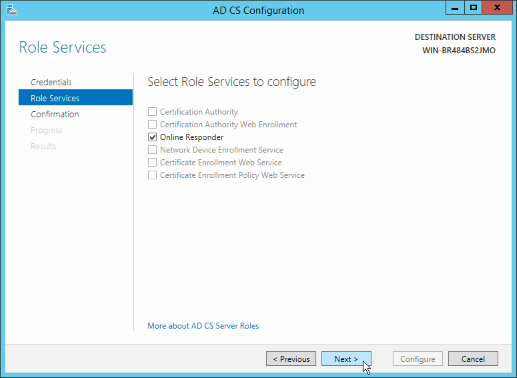 AD CS Configuration
Role Services
DESTINATION SERVER
WIN-BR484BS2JMO
Credentials
Role Services
Confirmation
Progress
Results
Select Role Services to configure
Certification Authority
Certification Authority Web Enrollment
Online Responder
Network Device Enrollment Service
Certificate Enrollment Web Service
Certificate Enrollment Policy Web Service
More about AD CS Server Roles
< Previous
Next >
Configure
Cancel